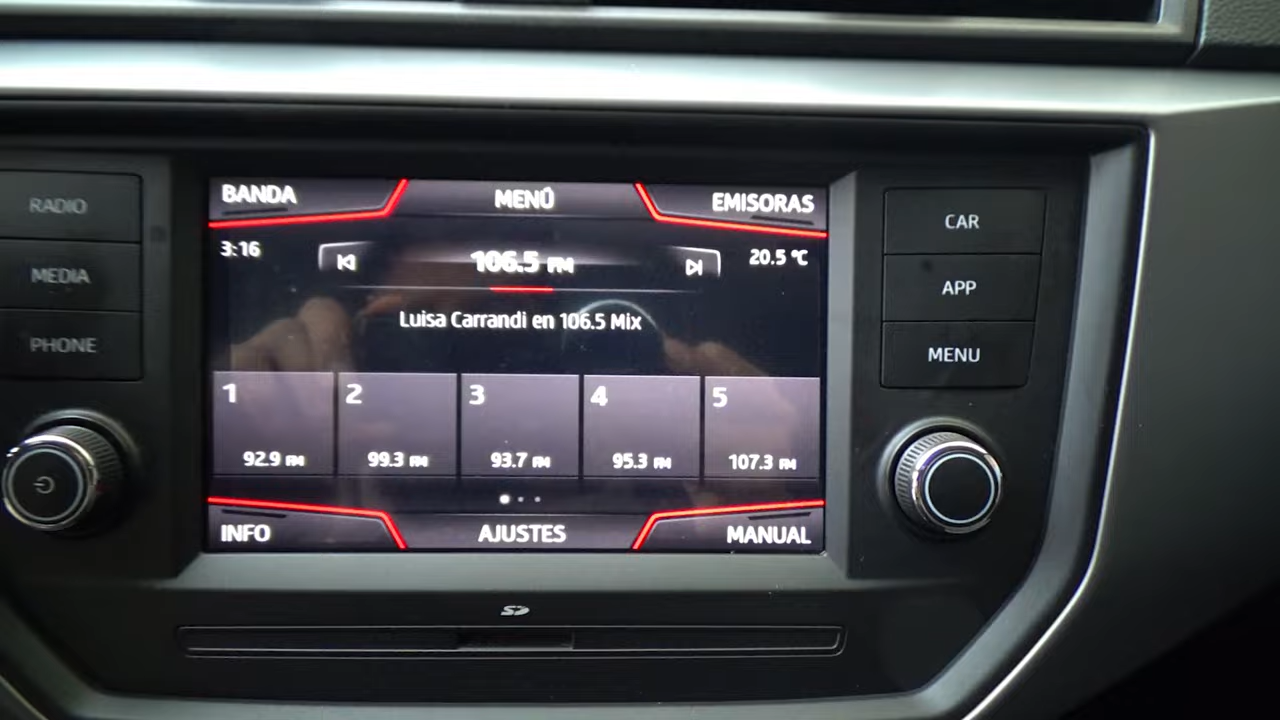 BANDA MENÚ EMISORAS
RADIO
CAR
3:16 106.5 FM 20.5 °C
MEDIA
APP
Luisa Carrandi en 106.5 Mix
PHONE
MENU
1 2 3 4 5
92.9 FM 99.3 FM 93.7 FM 95.3 FM 107.3 FM
INFO AJUSTES MANUAL
SD